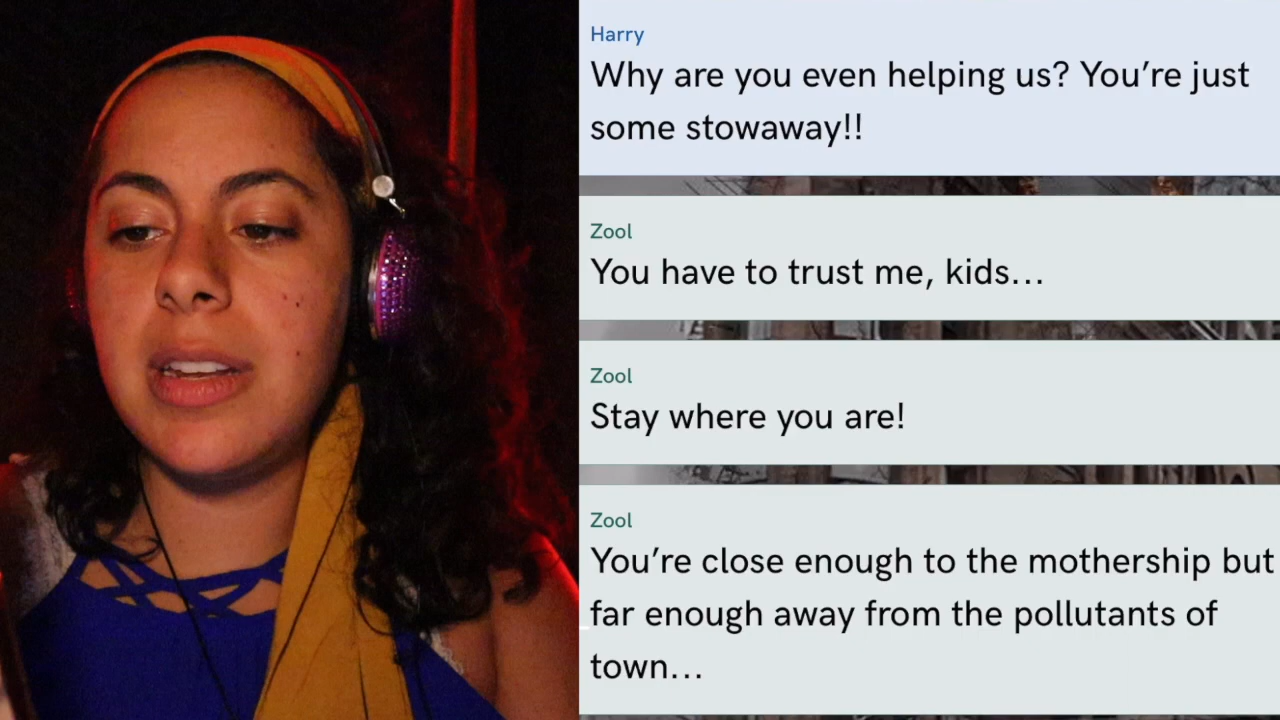 Harry
Why are you even helping us? You’re just
some stowaway!!
Zool
You have to trust me, kids...
Zool
Stay where you are!
Zool
You’re close enough to the mothership but
far enough away from the pollutants of
town...